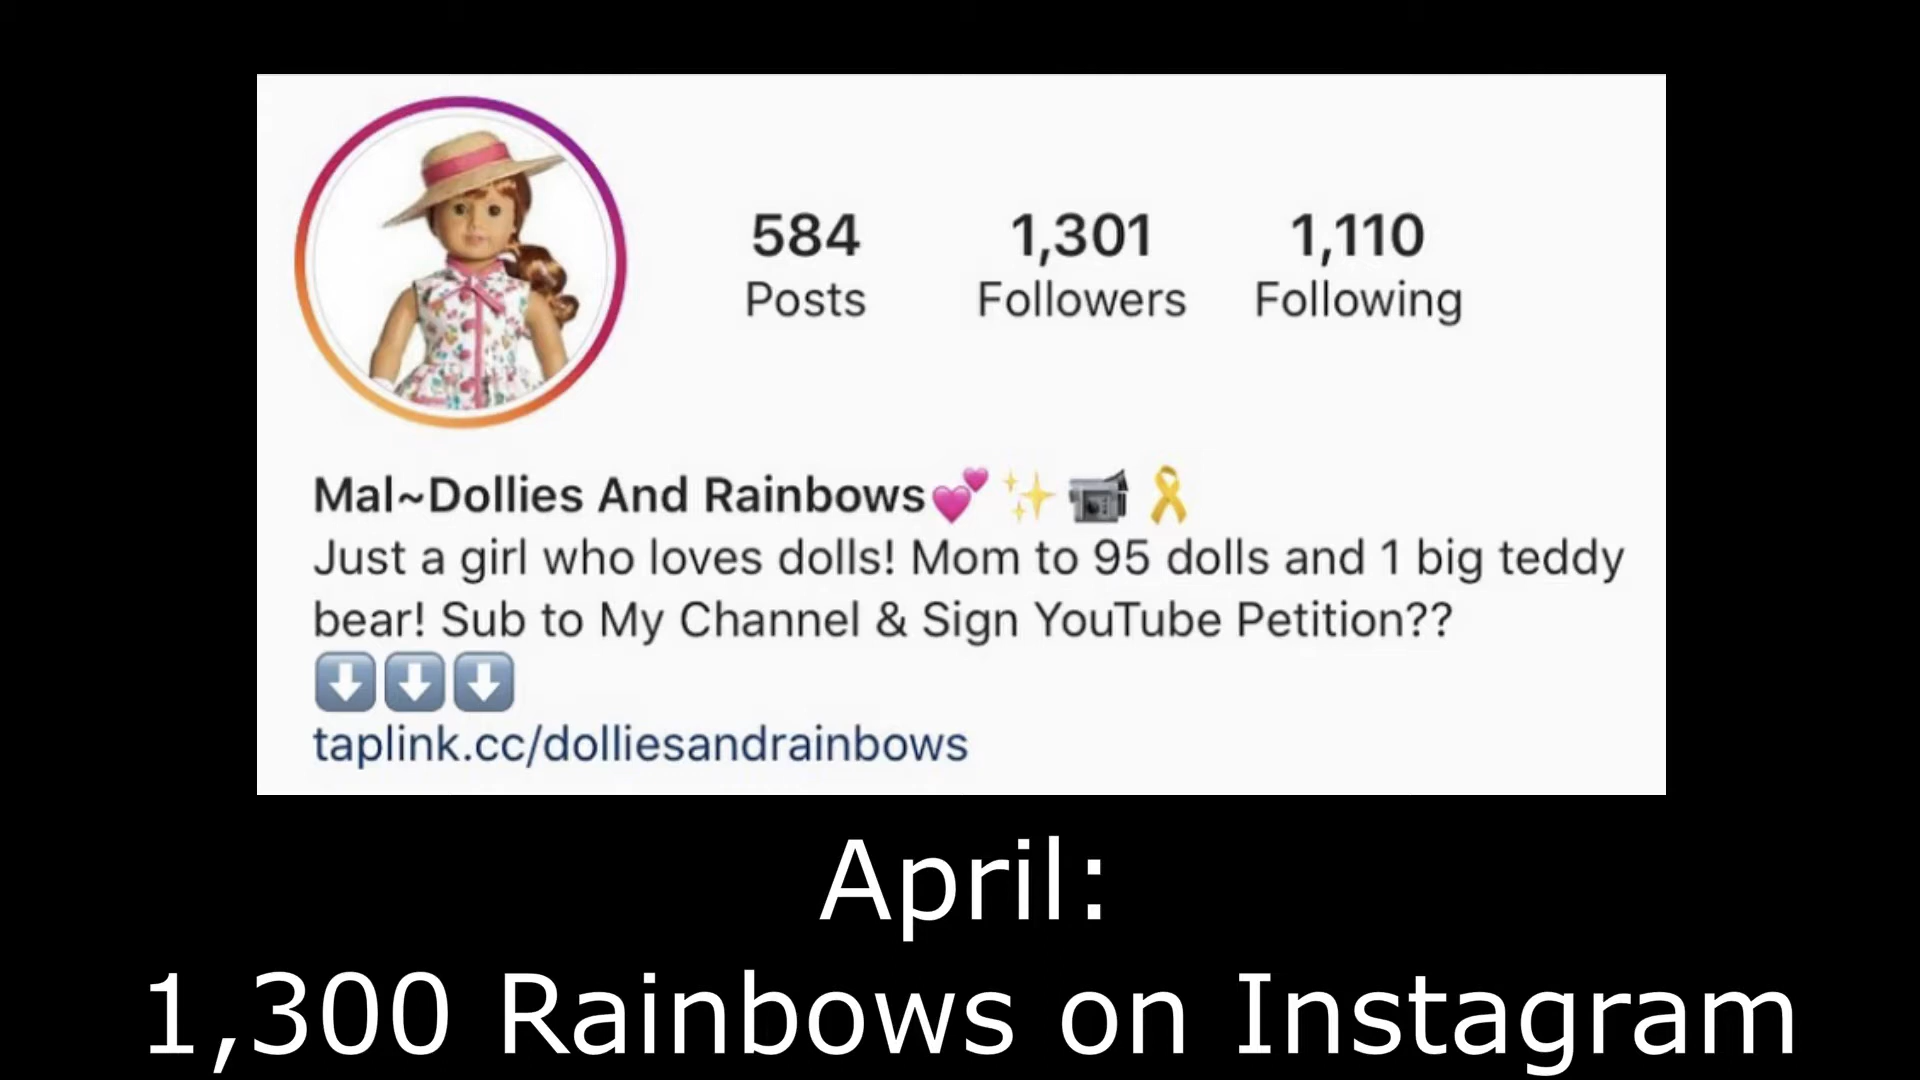 584 1,301 1,110
Posts Followers Following
Mal~Dollies And Rainbows💕✨📹🎗
Just a girl who loves dolls! Mom to 95 dolls and 1 big teddy
bear! Sub to My Channel & Sign YouTube Petition??
⬇️⬇️⬇️
taplink.cc/dolliesandrainbows
April:
1,300 Rainbows on Instagram